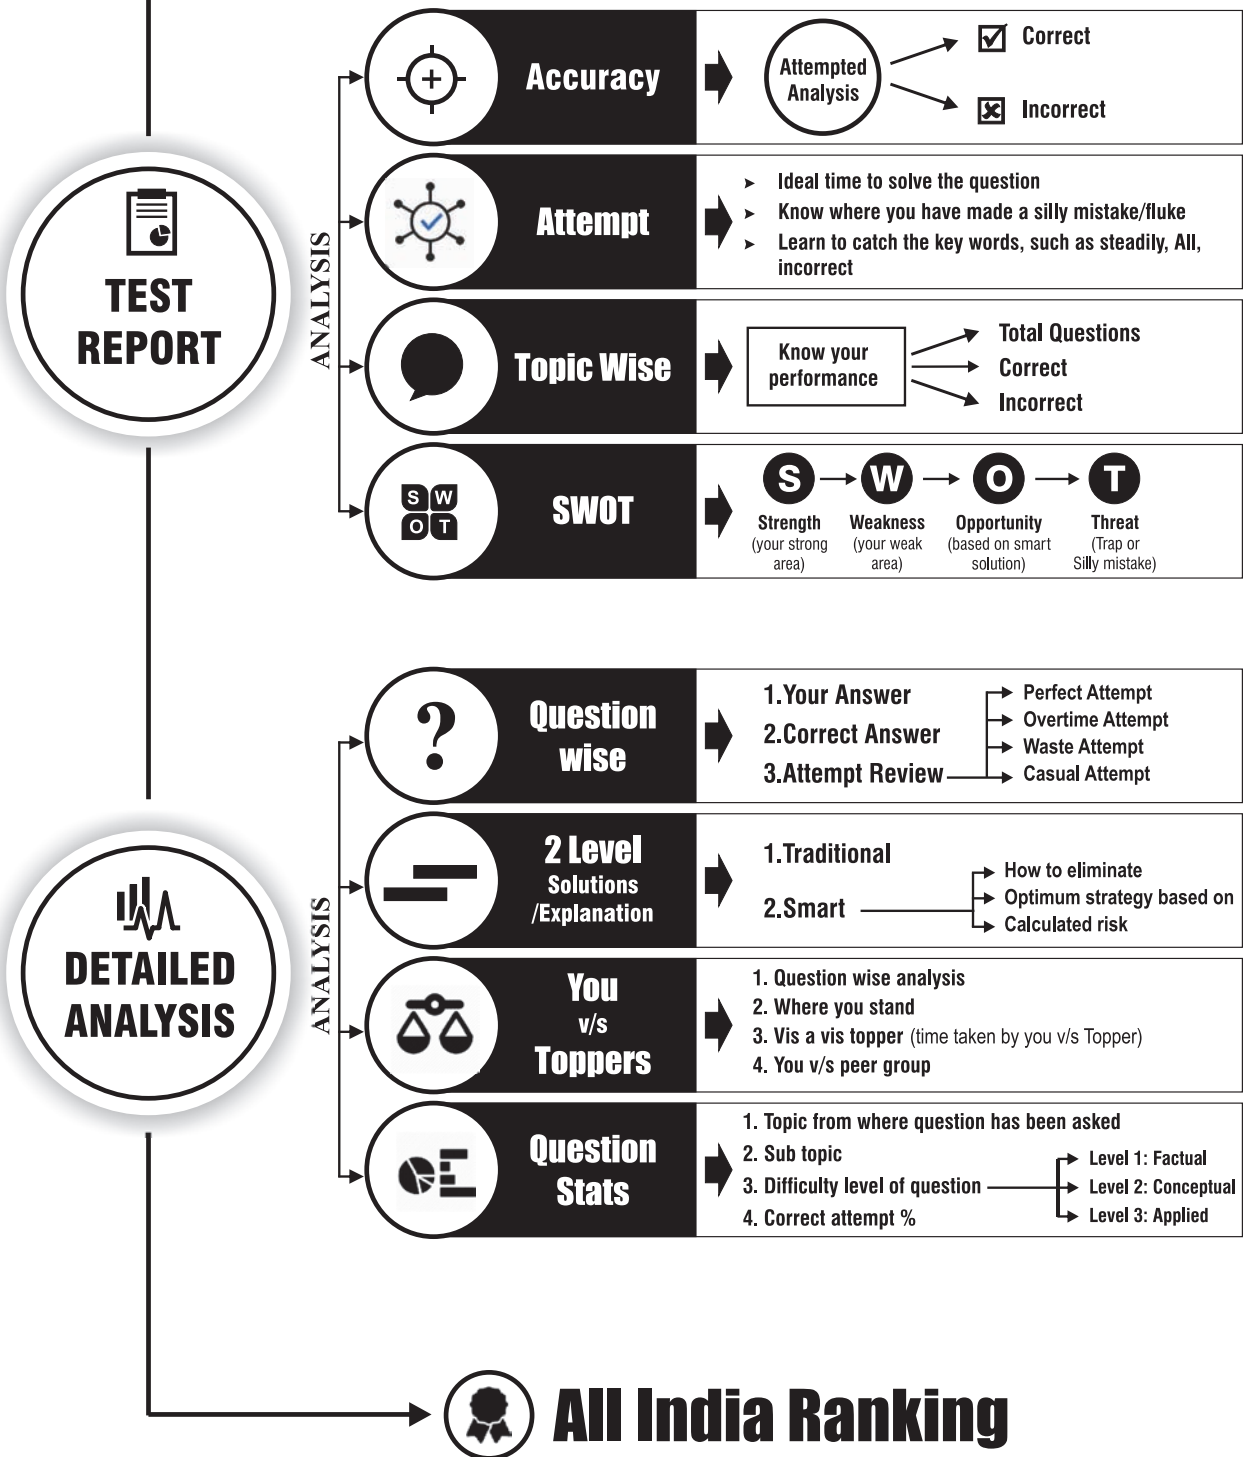 TEST
REPORT
ANALYSIS
Accuracy
Attempted
Analysis
Correct
Incorrect
Attempt
➤ Ideal time to solve the question
➤ Know where you have made a silly mistake/fluke
➤ Learn to catch the key words, such as steadily, All,
incorrect
Topic Wise
Know your
performance
Total Questions
Correct
Incorrect
S W
O T
SWOT
S W O T
Strength
(your strong
area)
Weakness
(your weak
area)
Opportunity
(based on smart
solution)
Threat
(Trap or
Silly mistake)
DETAILED
ANALYSIS
ANALYSIS
?
Question
wise
1.Your Answer
2.Correct Answer
3.Attempt Review
Perfect Attempt
Overtime Attempt
Waste Attempt
Casual Attempt
2 Level
Solutions
/Explanation
1.Traditional
2.Smart
How to eliminate
Optimum strategy based on
Calculated risk
You
v/s
Toppers
1. Question wise analysis
2. Where you stand
3. Vis a vis topper (time taken by you v/s Topper)
4. You v/s peer group
Question
Stats
1. Topic from where question has been asked
2. Sub topic
3. Difficulty level of question
4. Correct attempt %
Level 1: Factual
Level 2: Conceptual
Level 3: Applied
All India Ranking